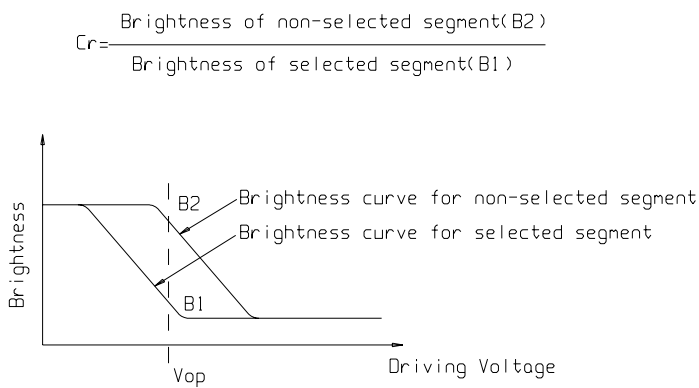 Brightness of non-selected segment(B2)
Cr=
Brightness of selected segment(B1)
B2
Brightness curve for non-selected segment
Brightness curve for selected segment
Brightness
B1
Driving Voltage
Vop